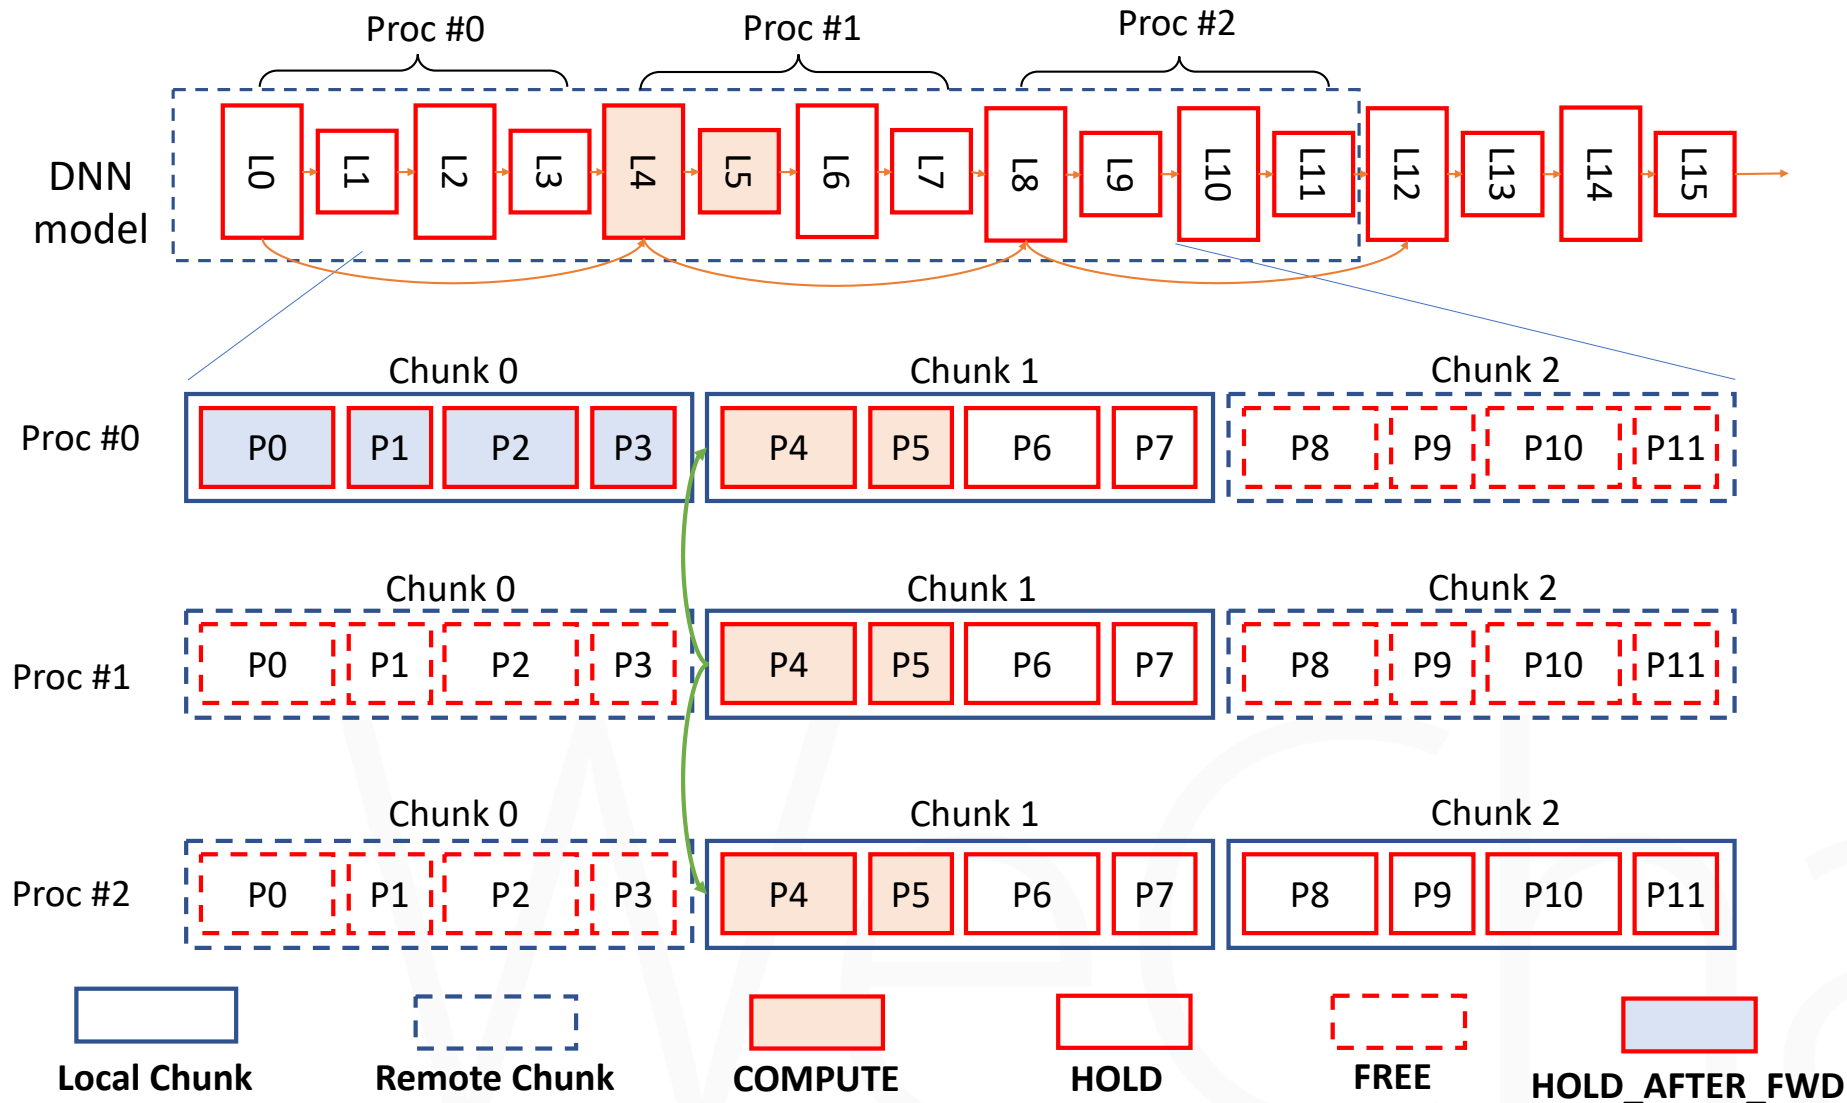 Proc #0 Proc #1 Proc #2
DNN model
L0 L1 L2 L3 L4 L5 L6 L7 L8 L9 L10 L11 L12 L13 L14 L15
Chunk 0 Chunk 1 Chunk 2
Proc #0 P0 P1 P2 P3 P4 P5 P6 P7 P8 P9 P10 P11
Chunk 0 Chunk 1 Chunk 2
Proc #1 P0 P1 P2 P3 P4 P5 P6 P7 P8 P9 P10 P11
Chunk 0 Chunk 1 Chunk 2
Proc #2 P0 P1 P2 P3 P4 P5 P6 P7 P8 P9 P10 P11
Local Chunk Remote Chunk COMPUTE HOLD FREE HOLD_AFTER_FWD